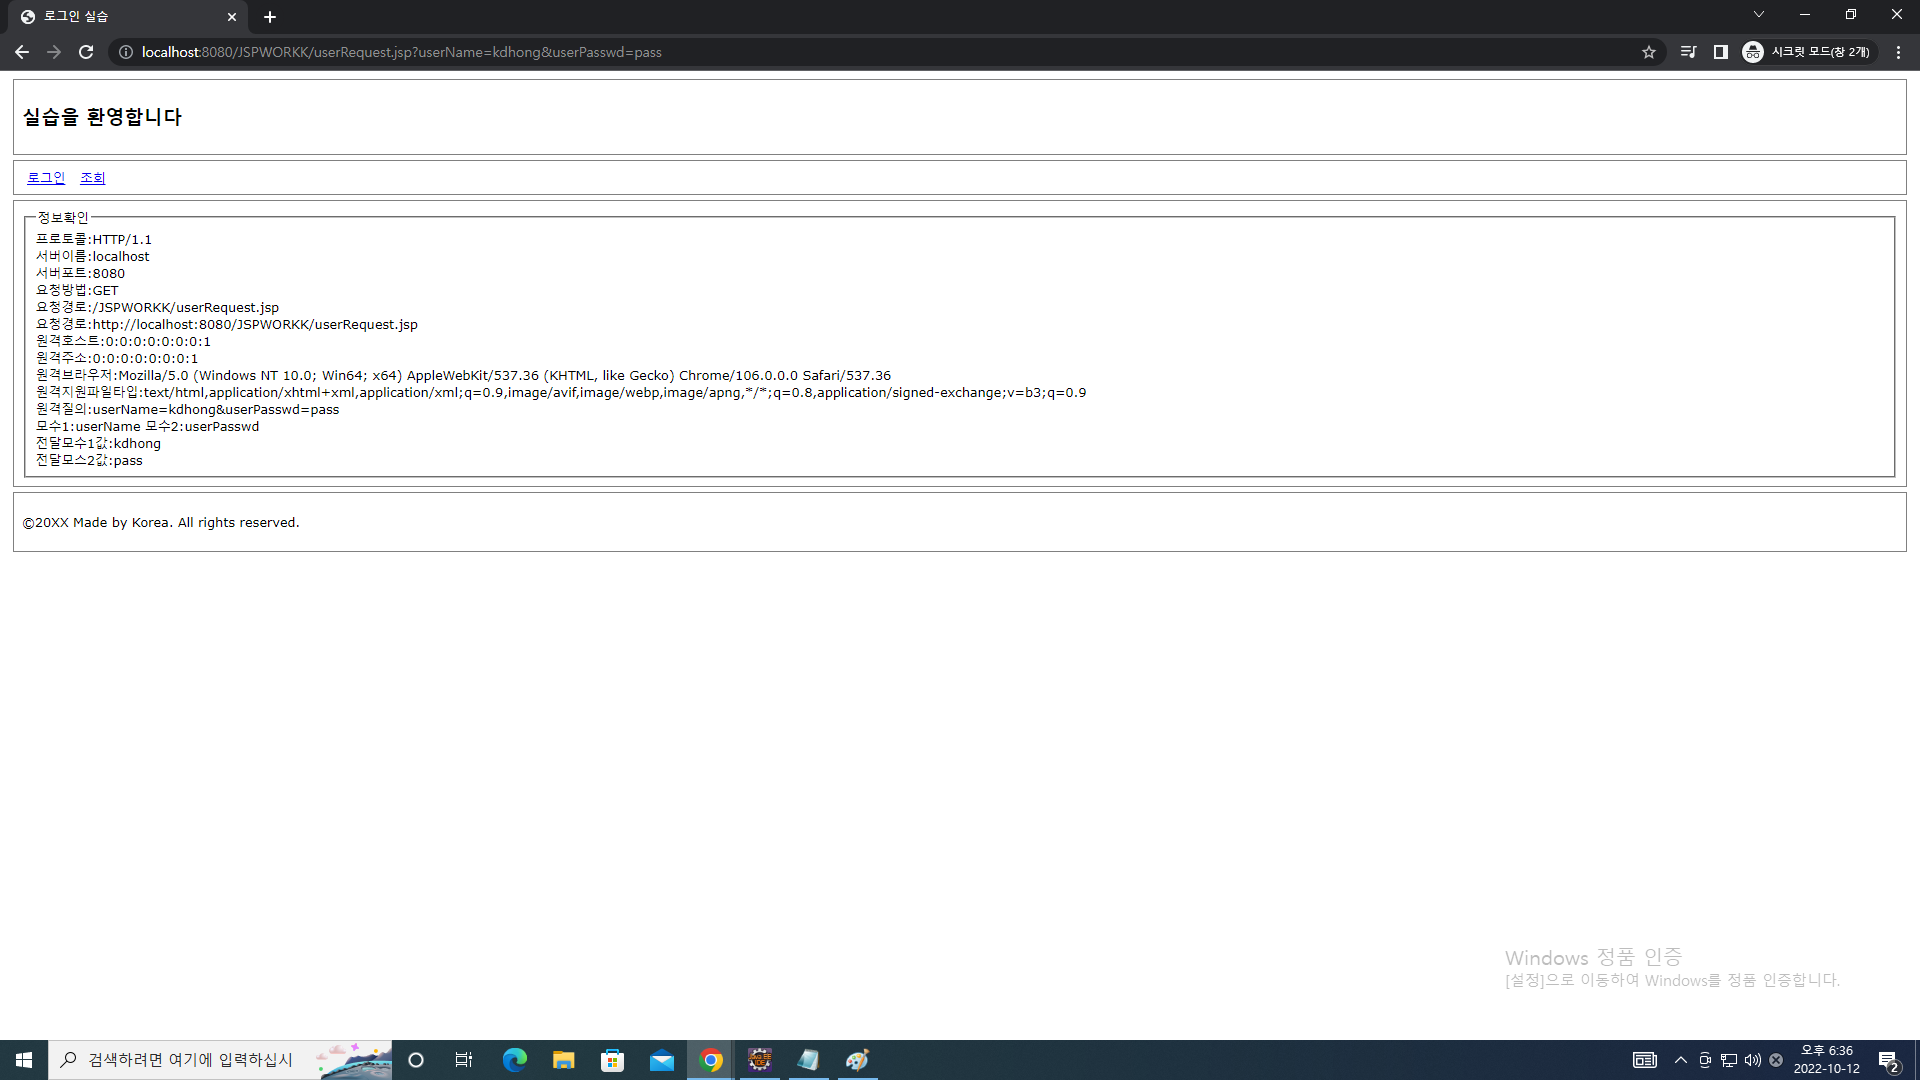 로그인 실습
localhost:8080/JSPWORKK/userRequest.jsp?userName=kdhong&userPasswd=pass
시크릿 모드(창 2개)
실습을 환영합니다
로그인 조회
정보확인
프로토콜:HTTP/1.1
서버이름:localhost
서버포트:8080
요청방법:GET
요청경로:/JSPWORKK/userRequest.jsp
요청경로:http://localhost:8080/JSPWORKK/userRequest.jsp
원격호스트:0:0:0:0:0:0:0:1
원격주소:0:0:0:0:0:0:0:1
원격브라우저:Mozilla/5.0 (Windows NT 10.0; Win64; x64) AppleWebKit/537.36 (KHTML, like Gecko) Chrome/106.0.0.0 Safari/537.36
원격지원파일타입:text/html,application/xhtml+xml,application/xml;q=0.9,image/avif,image/webp,image/apng,*/*;q=0.8,application/signed-exchange;v=b3;q=0.9
원격질의:userName=kdhong&userPasswd=pass
모수1:userName 모수2:userPasswd
전달모수1값:kdhong
전달모스2값:pass
©20XX Made by Korea. All rights reserved.
Windows 정품 인증
[설정]으로 이동하여 Windows를 정품 인증합니다.
검색하려면 여기에 입력하십시
오후 6:36
2022-10-12
2